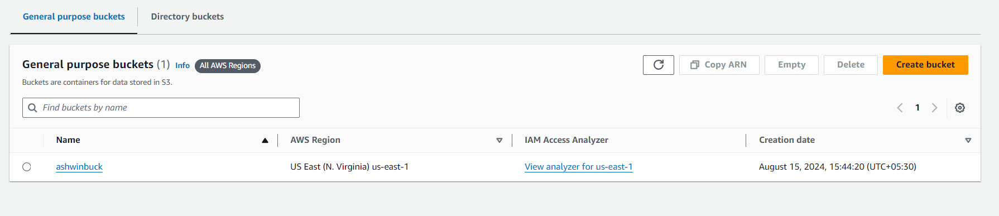 General purpose buckets Directory buckets
General purpose buckets (1) Info All AWS Regions Copy ARN Empty Delete Create bucket
Buckets are containers for data stored in S3.
Find buckets by name 1
Name AWS Region IAM Access Analyzer Creation date
ashwinbuck US East (N. Virginia) us-east-1 View analyzer for us-east-1 August 15, 2024, 15:44:20 (UTC+05:30)